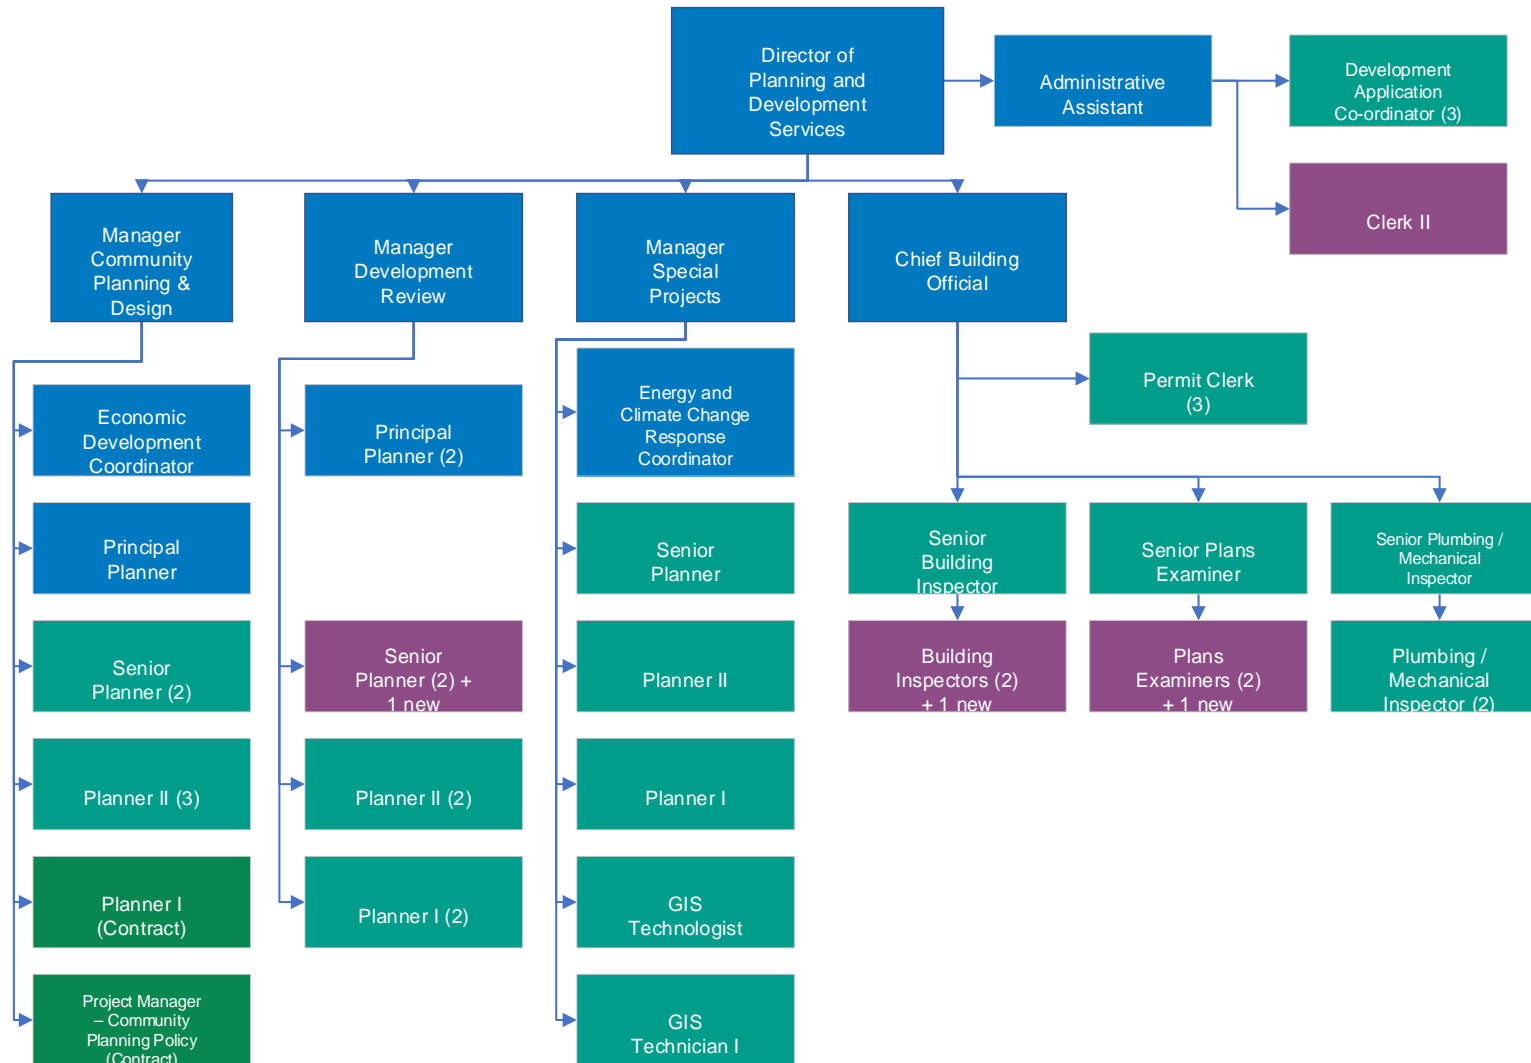 Director of
Planning and
Development
Services
Administrative
Assistant
Development
Application
Co-ordinator (3)
Clerk II
Manager
Community
Planning &
Design
Manager
Development
Review
Manager
Special
Projects
Chief Building
Official
Permit Clerk
(3)
Economic
Development
Coordinator
Principal
Planner (2)
Energy and
Climate Change
Response
Coordinator
Principal
Planner
Senior
Planner
Senior
Building
Inspector
Senior Plans
Examiner
Senior Plumbing /
Mechanical
Inspector
Senior
Planner (2)
Senior
Planner (2) +
1 new
Planner II
Building
Inspectors (2)
+ 1 new
Plans
Examiners (2)
+ 1 new
Plumbing /
Mechanical
Inspector (2)
Planner II (3)
Planner II (2)
Planner I
Planner I
(Contract)
Planner I (2)
GIS
Technologist
Project Manager
– Community
Planning Policy
(Contract)
GIS
Technician I